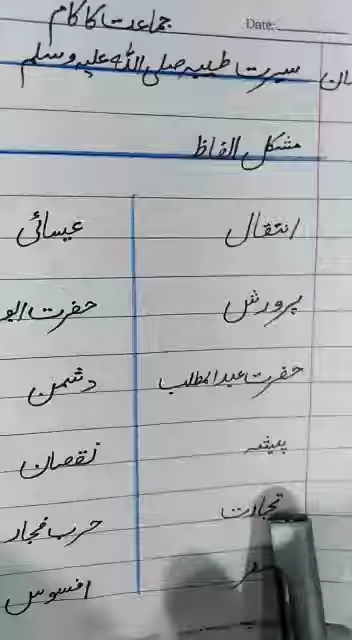 جماعت کا کام
Date:
سیرت طیبہ صلی اللہ علیہ وسلم
مشکل الفاظ
انتقال عیسائی
پرورش حضرت ابو
حضرت عبدالمطلب دشمن
پیشہ نقصان
تجارت حرب فجار
افسوس